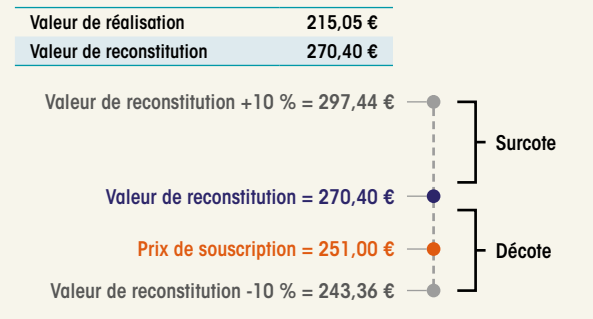 Valeur de réalisation 215,05 €
Valeur de reconstitution 270,40 €
Valeur de reconstitution +10 % = 297,44 €
Surcote
Valeur de reconstitution = 270,40 €
Prix de souscription = 251,00 €
Décote
Valeur de reconstitution -10 % = 243,36 €